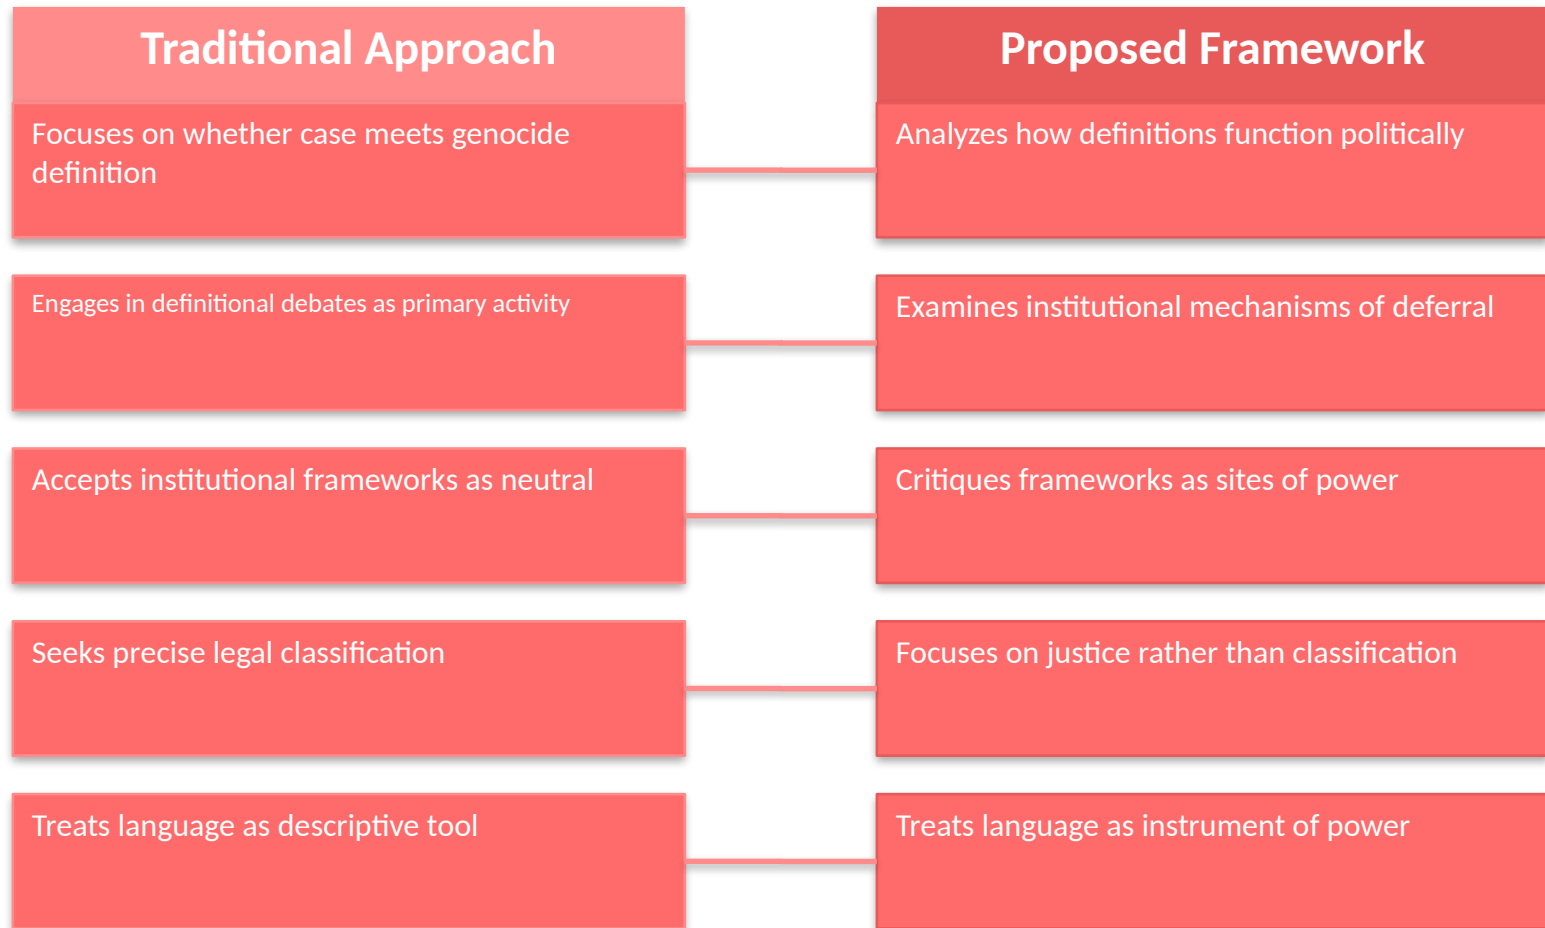 Traditional Approach
Proposed Framework
Focuses on whether case meets genocide
definition
Analyzes how definitions function politically
Engages in definitional debates as primary activity
Examines institutional mechanisms of deferral
Accepts institutional frameworks as neutral
Critiques frameworks as sites of power
Seeks precise legal classification
Focuses on justice rather than classification
Treats language as descriptive tool
Treats language as instrument of power